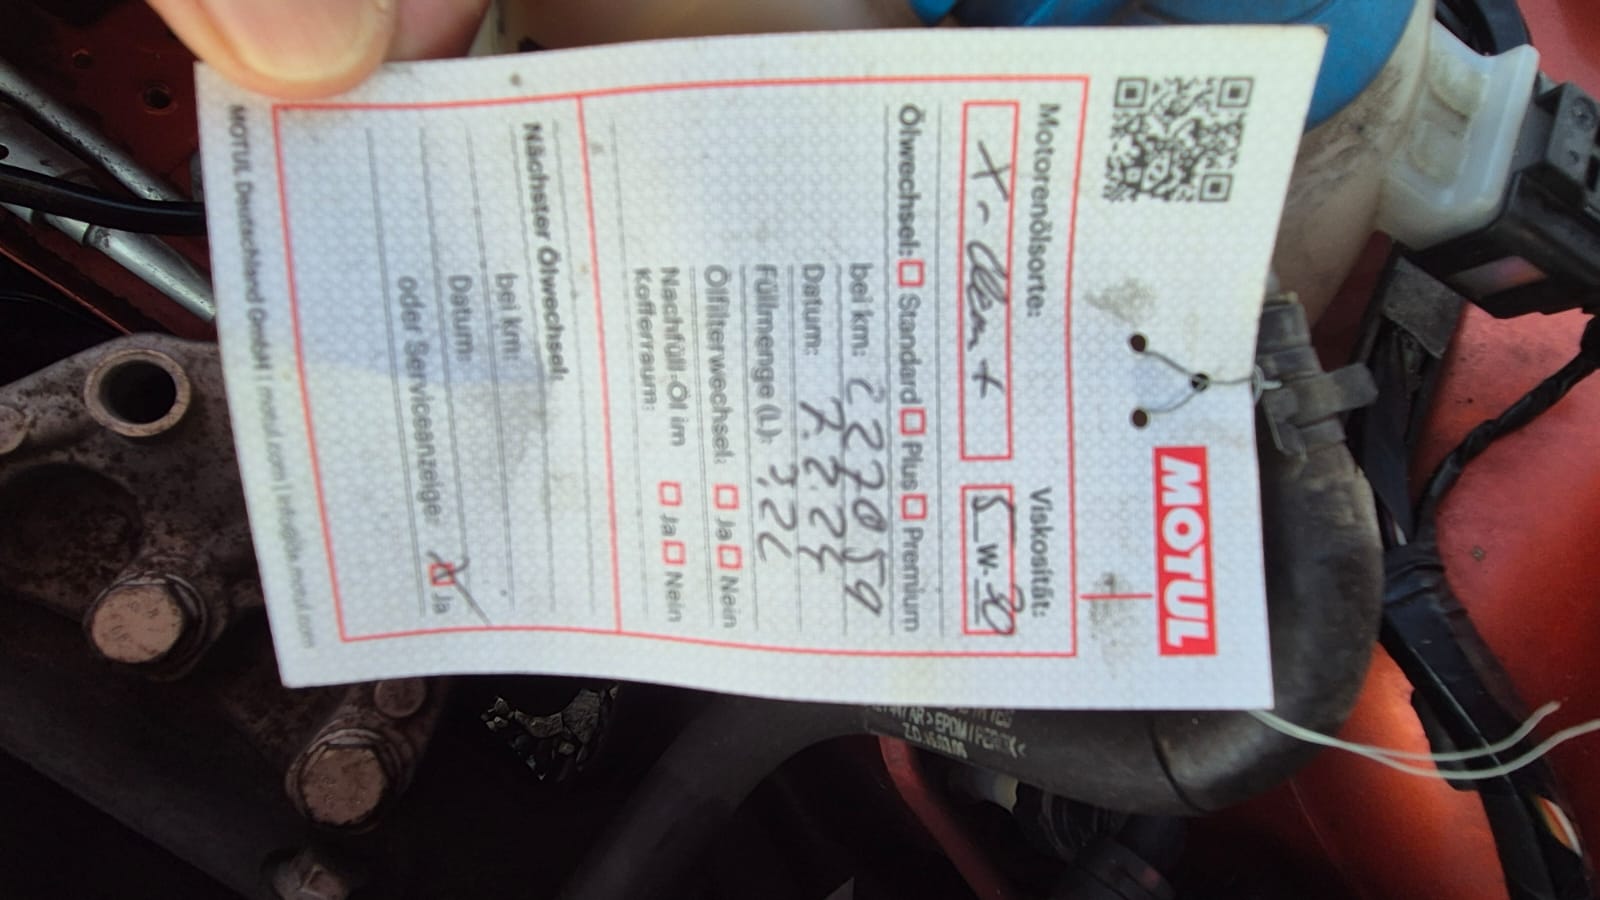 MOTUL
Motorenölsorte: Viskosität:
X-clean + 5 W-30
Ölwechsel: Standard Plus Premium
bei km: 227059
Datum: 7.2.24
Füllmenge (L): 3.2L
Ölfilterwechsel: Ja Nein
Nachfüll-Öl im
Kofferraum: Ja Nein
Nächster Ölwechsel:
bei km:
Datum:
oder Serviceanzeige: X Ja
MOTUL Deutschland GmbH | motul.com | info@de.motul.com